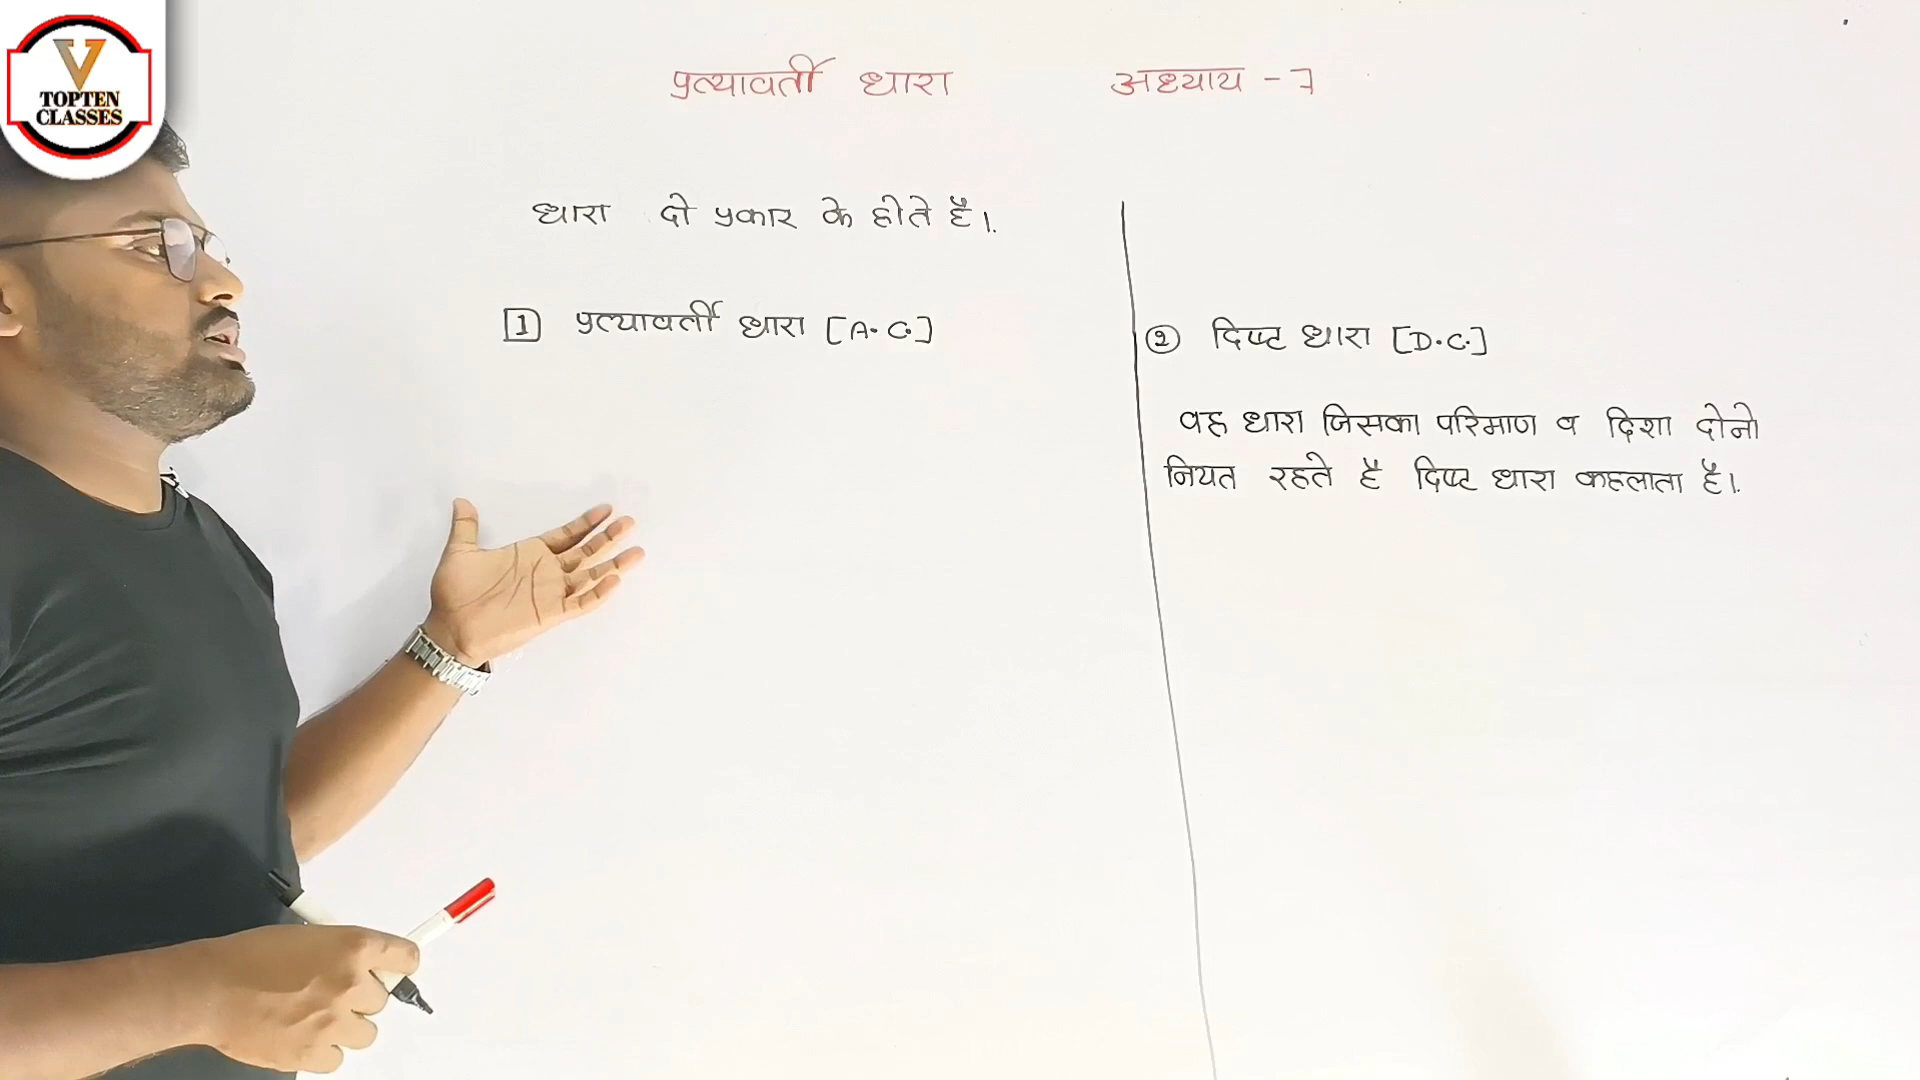 V
TOPTEN
CLASSES
प्रत्यावर्ती धारा अध्याय - 7
धारा दो प्रकार के होते है।
1 प्रत्यावर्ती धारा [A.C.]
2 दिष्ट धारा [D.C.]
वह धारा जिसका परिमाण व दिशा दोनो
नियत रहते है दिष्ट धारा कहलाता है।